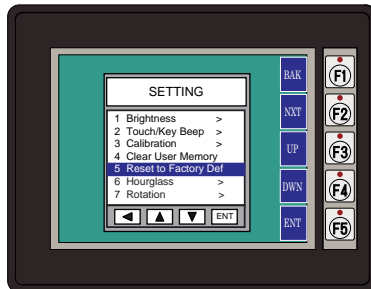 SETTING
1 Brightness >
2 Touch/Key Beep >
3 Calibration >
4 Clear User Memory
5 Reset to Factory Def
6 Hourglass >
7 Rotation >
ENT
BAK
NXT
UP
DWN
ENT
F1
F2
F3
F4
F5